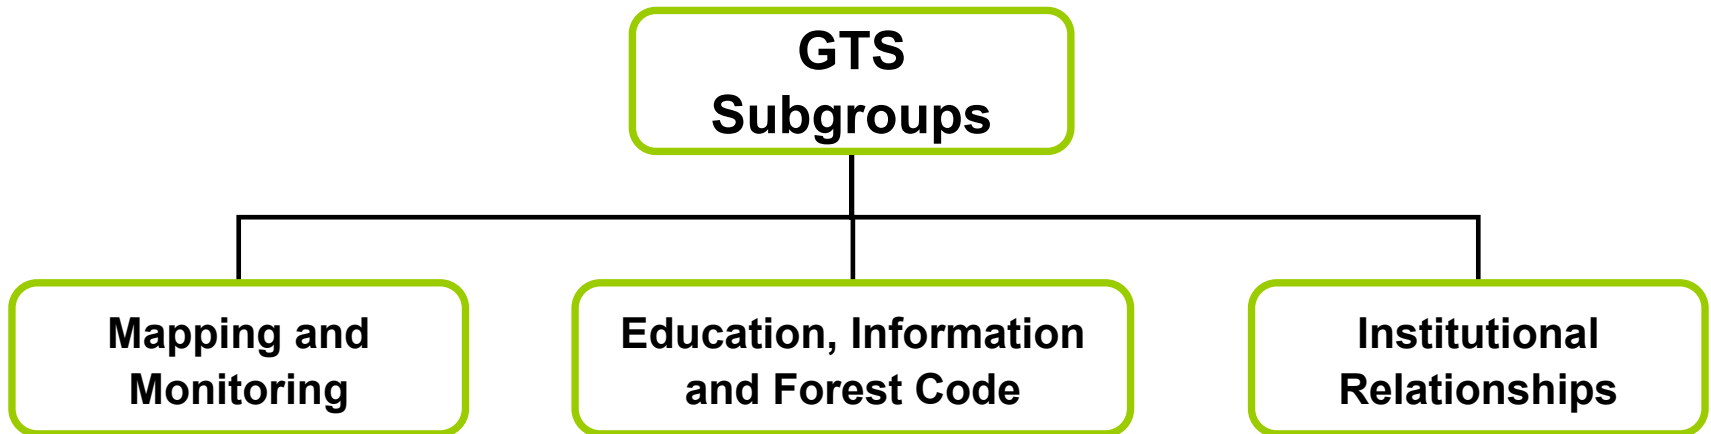 GTS
Subgroups
Mapping and
Monitoring
Education, Information
and Forest Code
Institutional
Relationships